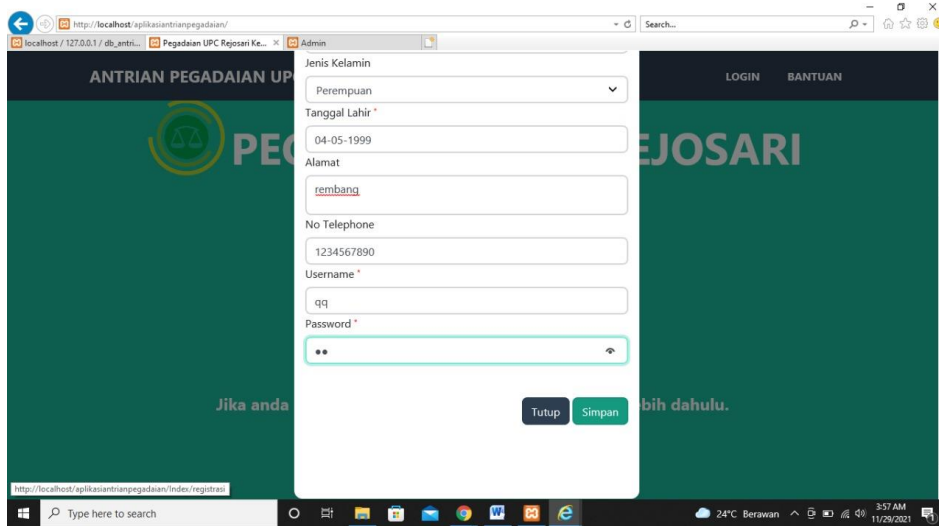 http://localhost/aplikasiantrianpegadaian/
Search...
localhost / 127.0.0.1 / db_antri...
Pegadaian UPC Rejosari Ke...
Admin
ANTRIAN PEGADAIAN UP
LOGIN
BANTUAN
PEG
EJOSARI
Jenis Kelamin
Perempuan
Tanggal Lahir *
04-05-1999
Alamat
rembang
No Telephone
1234567890
Username *
qq
Password *
••
Jika anda
bih dahulu.
Tutup
Simpan
http://localhost/aplikasiantrianpegadaian/Index/registrasi
Type here to search
24°C Berawan
3:57 AM
11/29/2021